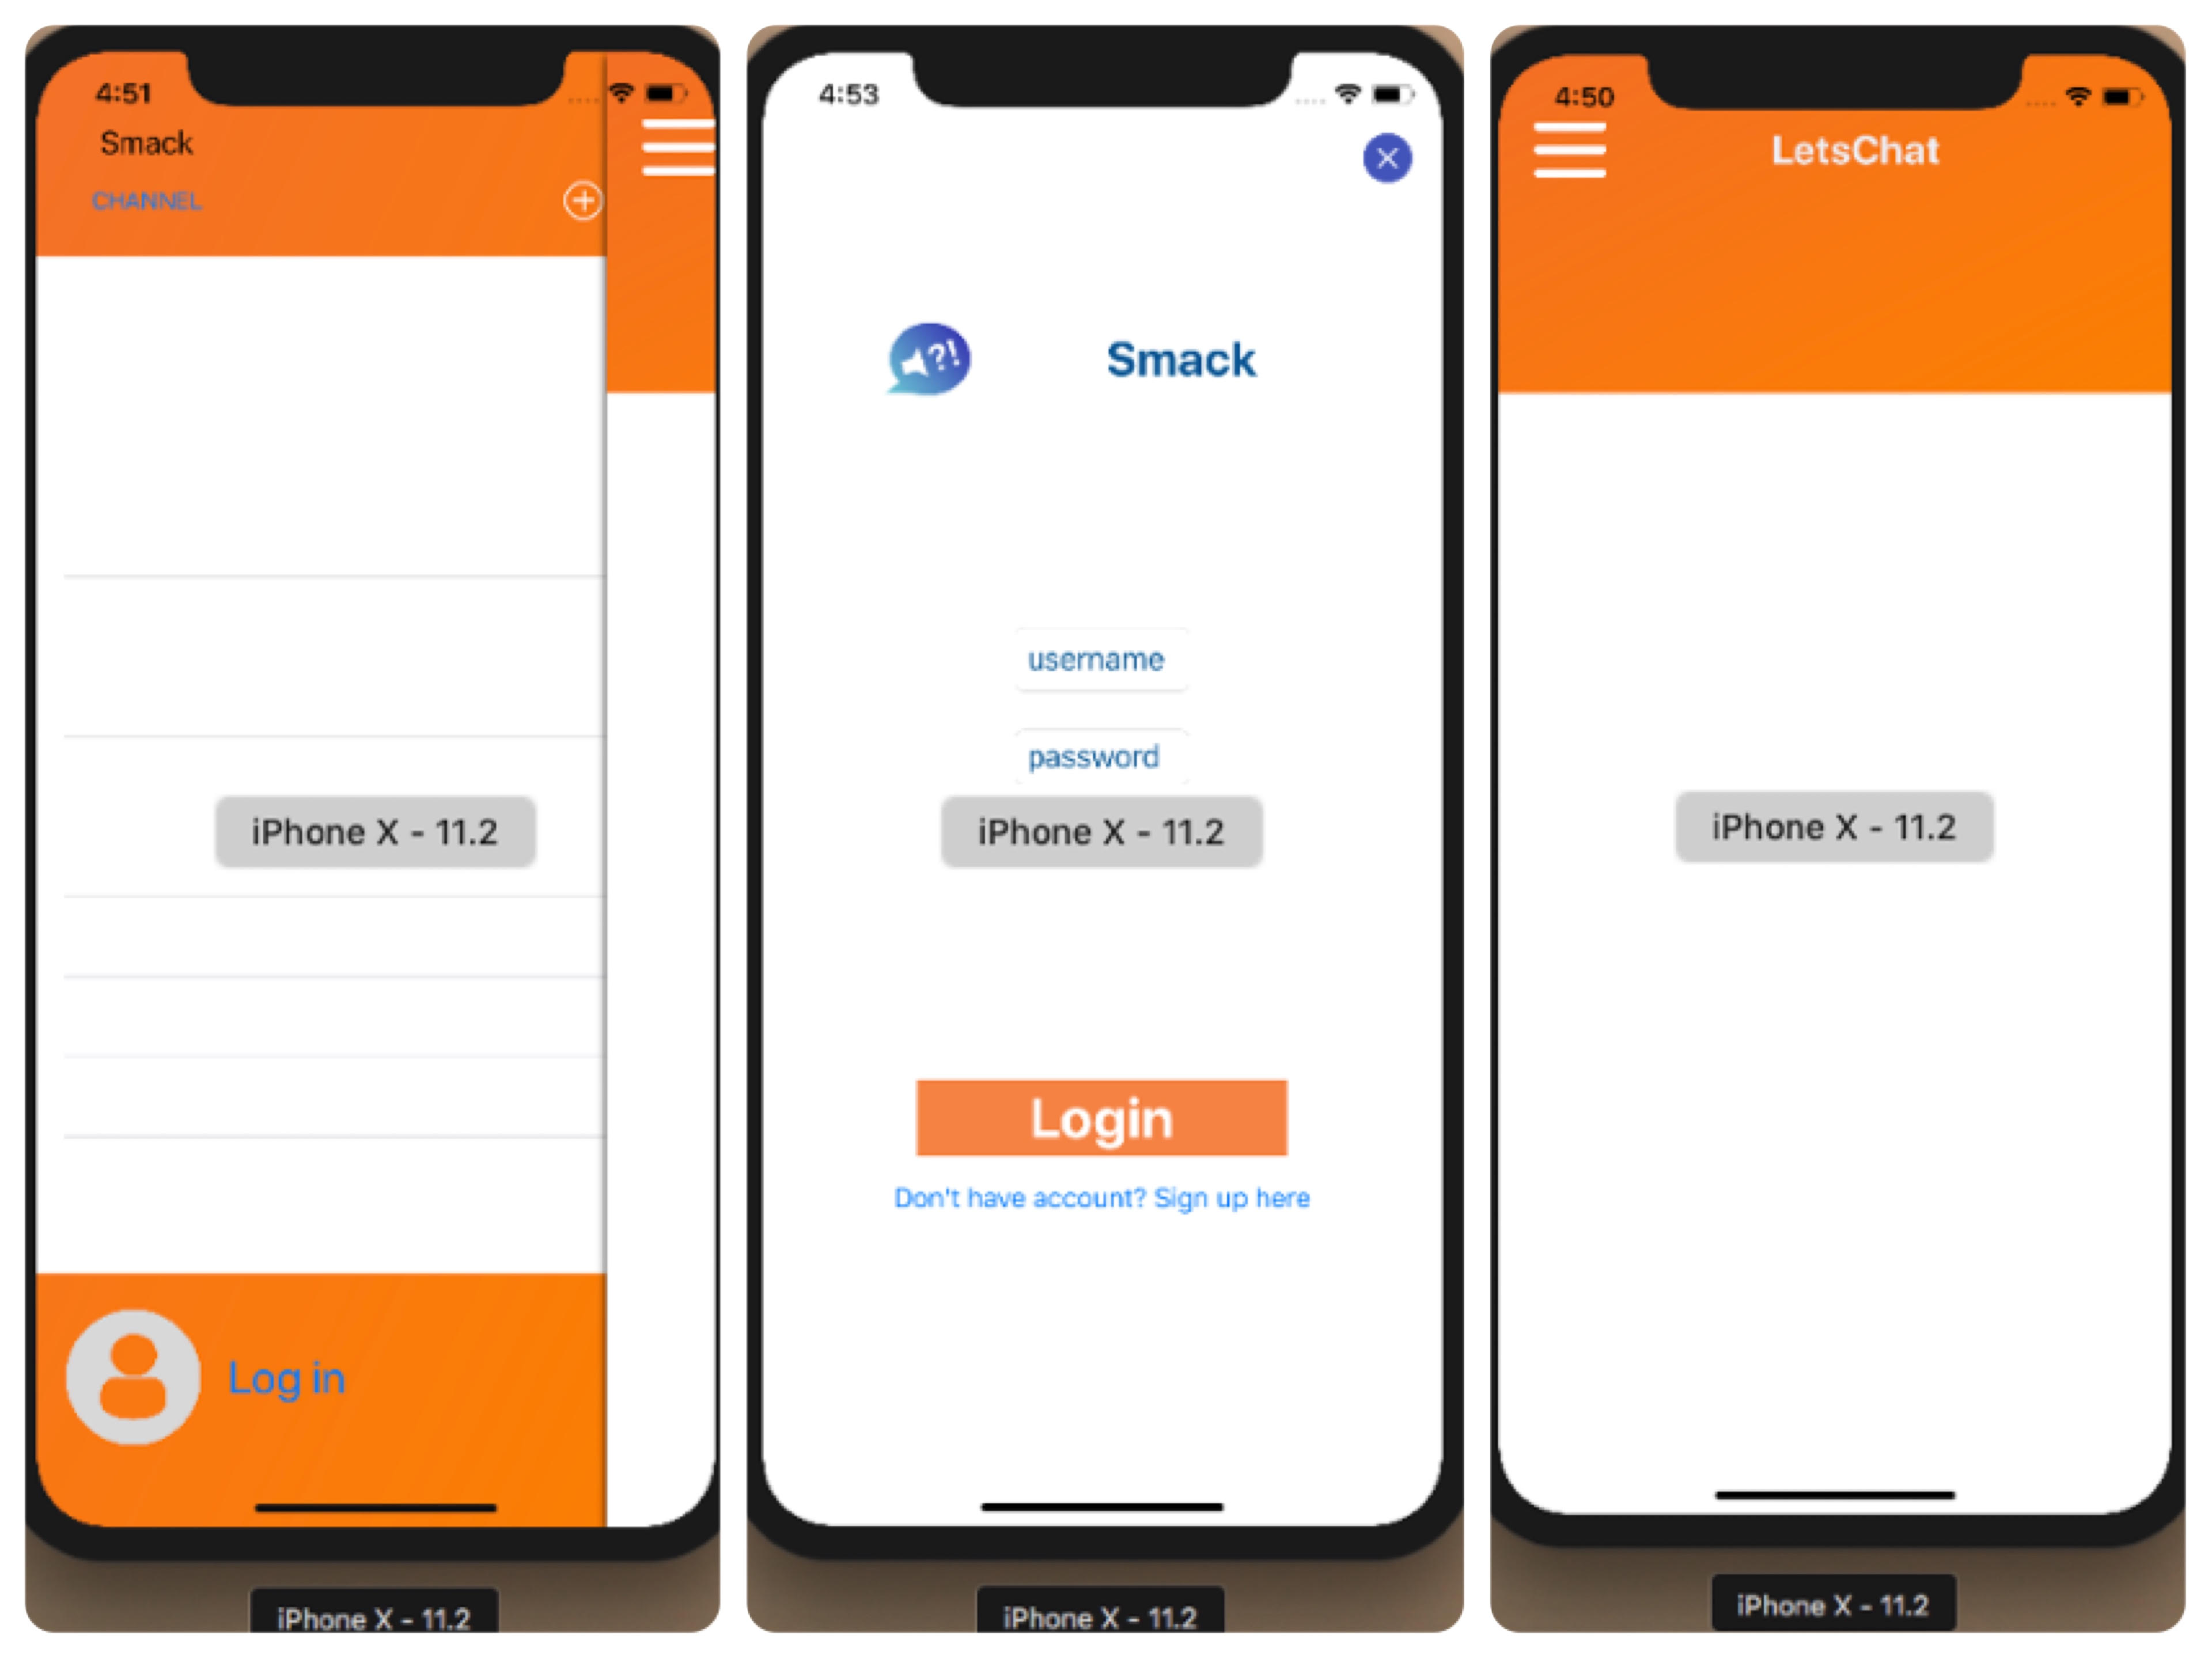 4:51
Smack
CHANNEL
iPhone X - 11.2
Log in
iPhone X - 11.2
4:53
?!
Smack
username
password
iPhone X - 11.2
Login
Don't have account? Sign up here
iPhone X - 11.2
4:50
LetsChat
iPhone X - 11.2
iPhone X - 11.2